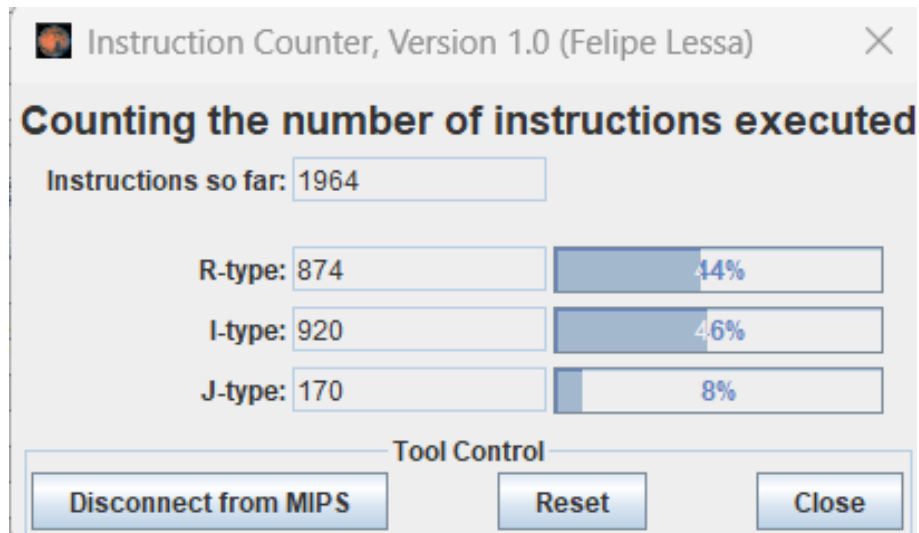 Instruction Counter, Version 1.0 (Felipe Lessa)
Counting the number of instructions executed
Instructions so far: 1964
R-type: 874 44%
I-type: 920 46%
J-type: 170 8%
Tool Control
Disconnect from MIPS Reset Close